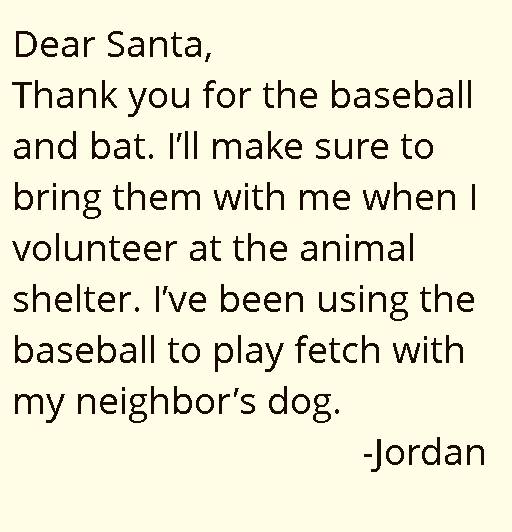 Dear Santa,
Thank you for the baseball
and bat. I’ll make sure to
bring them with me when I
volunteer at the animal
shelter. I’ve been using the
baseball to play fetch with
my neighbor’s dog.
-Jordan